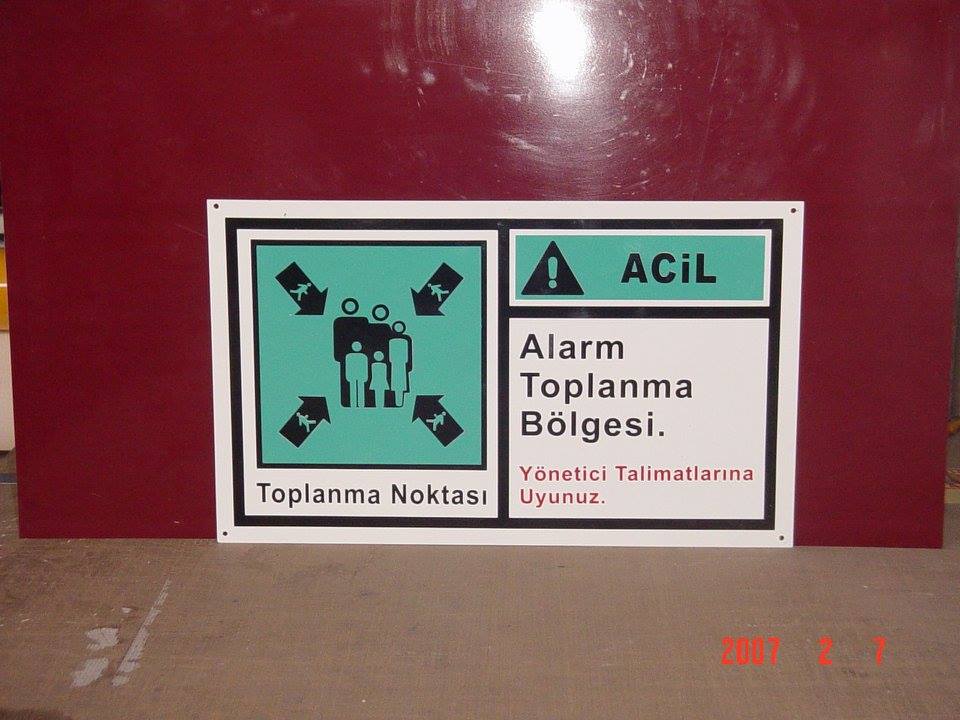 Toplanma Noktası
ACiL
Alarm
Toplanma
Bölgesi.
Yönetici Talimatlarına
Uyunuz.
2007 2 7